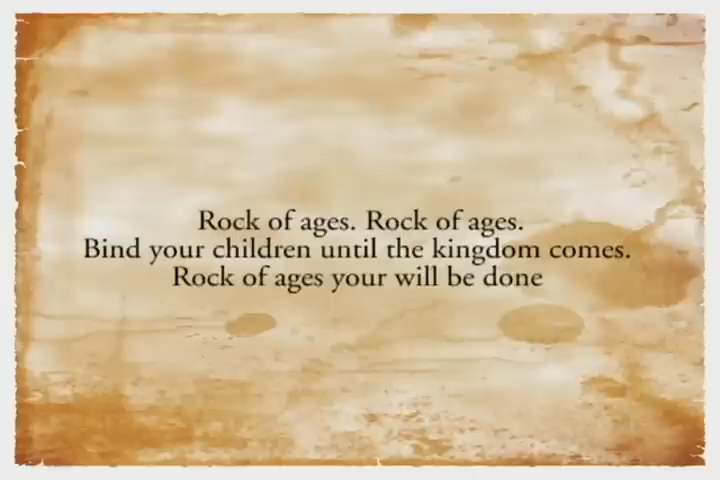 Rock of ages. Rock of ages.
Bind your children until the kingdom comes.
Rock of ages your will be done